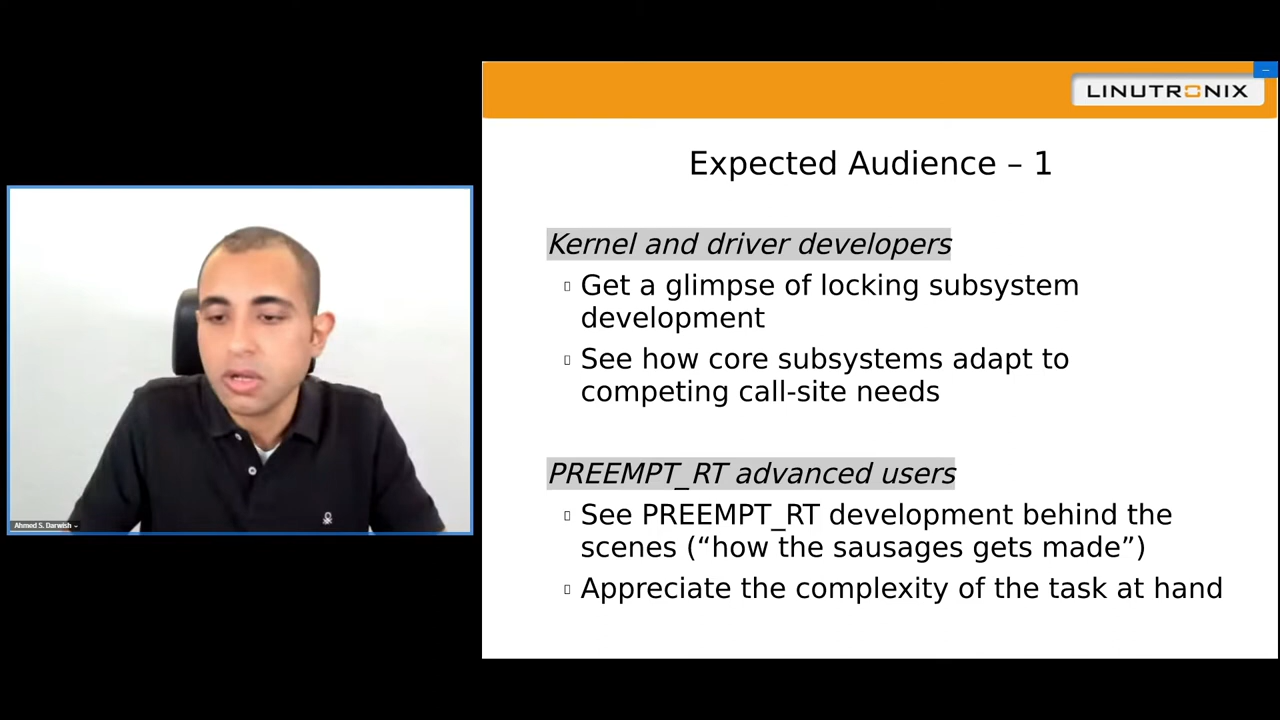 LINUTRONIX
Expected Audience – 1
Kernel and driver developers
Get a glimpse of locking subsystem
development
See how core subsystems adapt to
competing call-site needs
PREEMPT_RT advanced users
See PREEMPT_RT development behind the
scenes (“how the sausages gets made”)
Appreciate the complexity of the task at hand
Ahmed S. Darwish